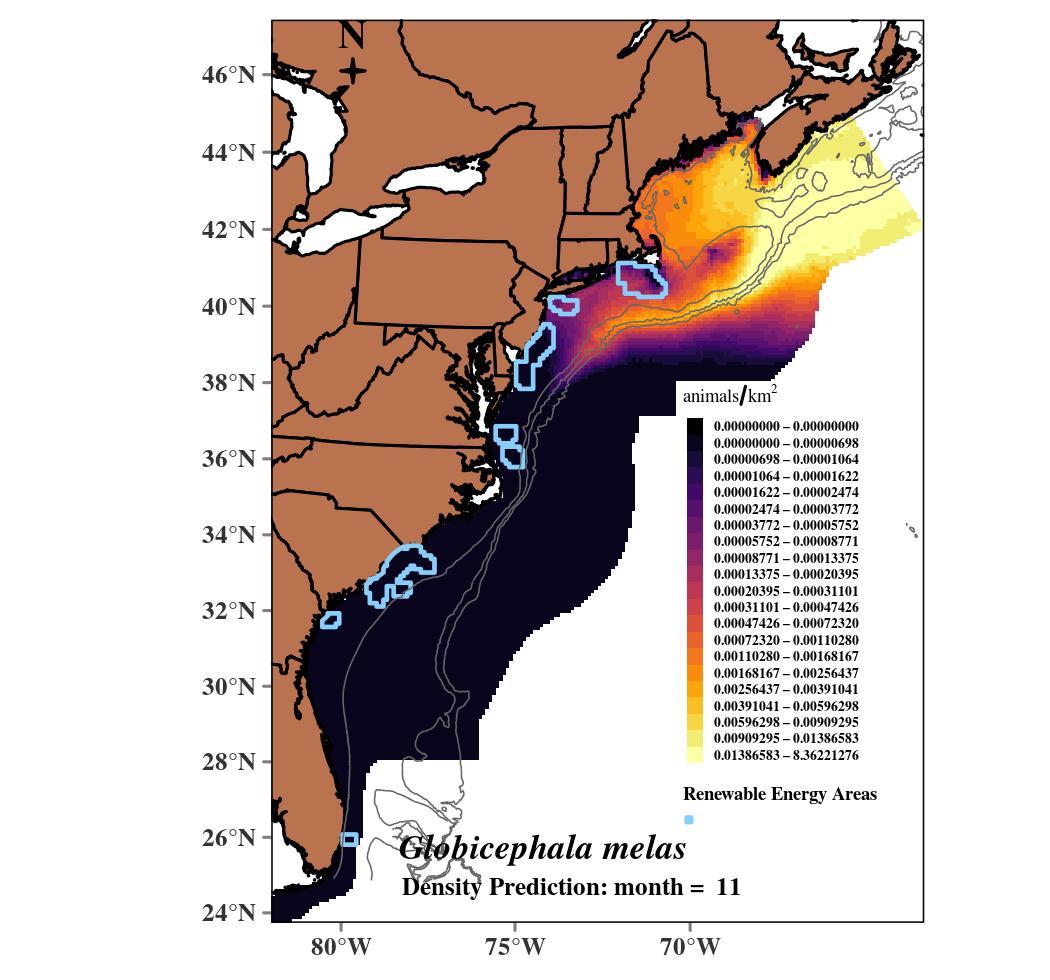 N
46°N
44°N
42°N
40°N
38°N
36°N
34°N
32°N
30°N
28°N
26°N
24°N
80°W
75°W
70°W
animals/km2
0.00000000 – 0.00000000
0.00000000 – 0.00000698
0.00000698 – 0.00001064
0.00001064 – 0.00001622
0.00001622 – 0.00002474
0.00002474 – 0.00003772
0.00003772 – 0.00005752
0.00005752 – 0.00008771
0.00008771 – 0.00013375
0.00013375 – 0.00020395
0.00020395 – 0.00031101
0.00031101 – 0.00047426
0.00047426 – 0.00072320
0.00072320 – 0.00110280
0.00110280 – 0.00168167
0.00168167 – 0.00256437
0.00256437 – 0.00391041
0.00391041 – 0.00596298
0.00596298 – 0.00909295
0.00909295 – 0.01386583
0.01386583 – 8.36221276
Renewable Energy Areas
Globicephala melas
Density Prediction: month = 11